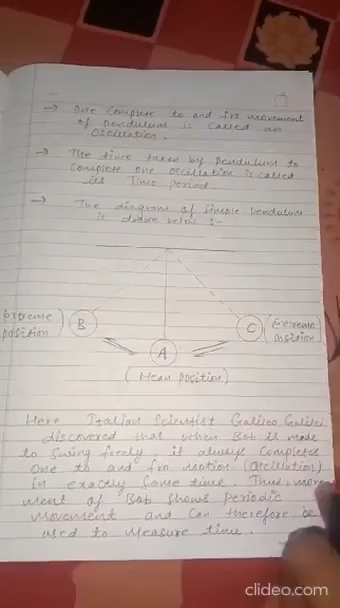 → One Complete to and fro movement
of pendulum is called an
oscillation.
→ The time taken by pendulum to
complete one oscillation is called
its Time period.
→ The diagram of Simple Pendulum
is drawn below :-
Extreme position
B
C
(Extreme position)
A
(Mean position)
Here Italian Scientist Galileo Galilei
discovered that when Bob is made
to Swing freely it always completes
One to and fro motion (Oscillation)
in exactly same time. Thus, move
ment of Bob shows periodic
movement and can therefore be
used to measure time.
clideo.com